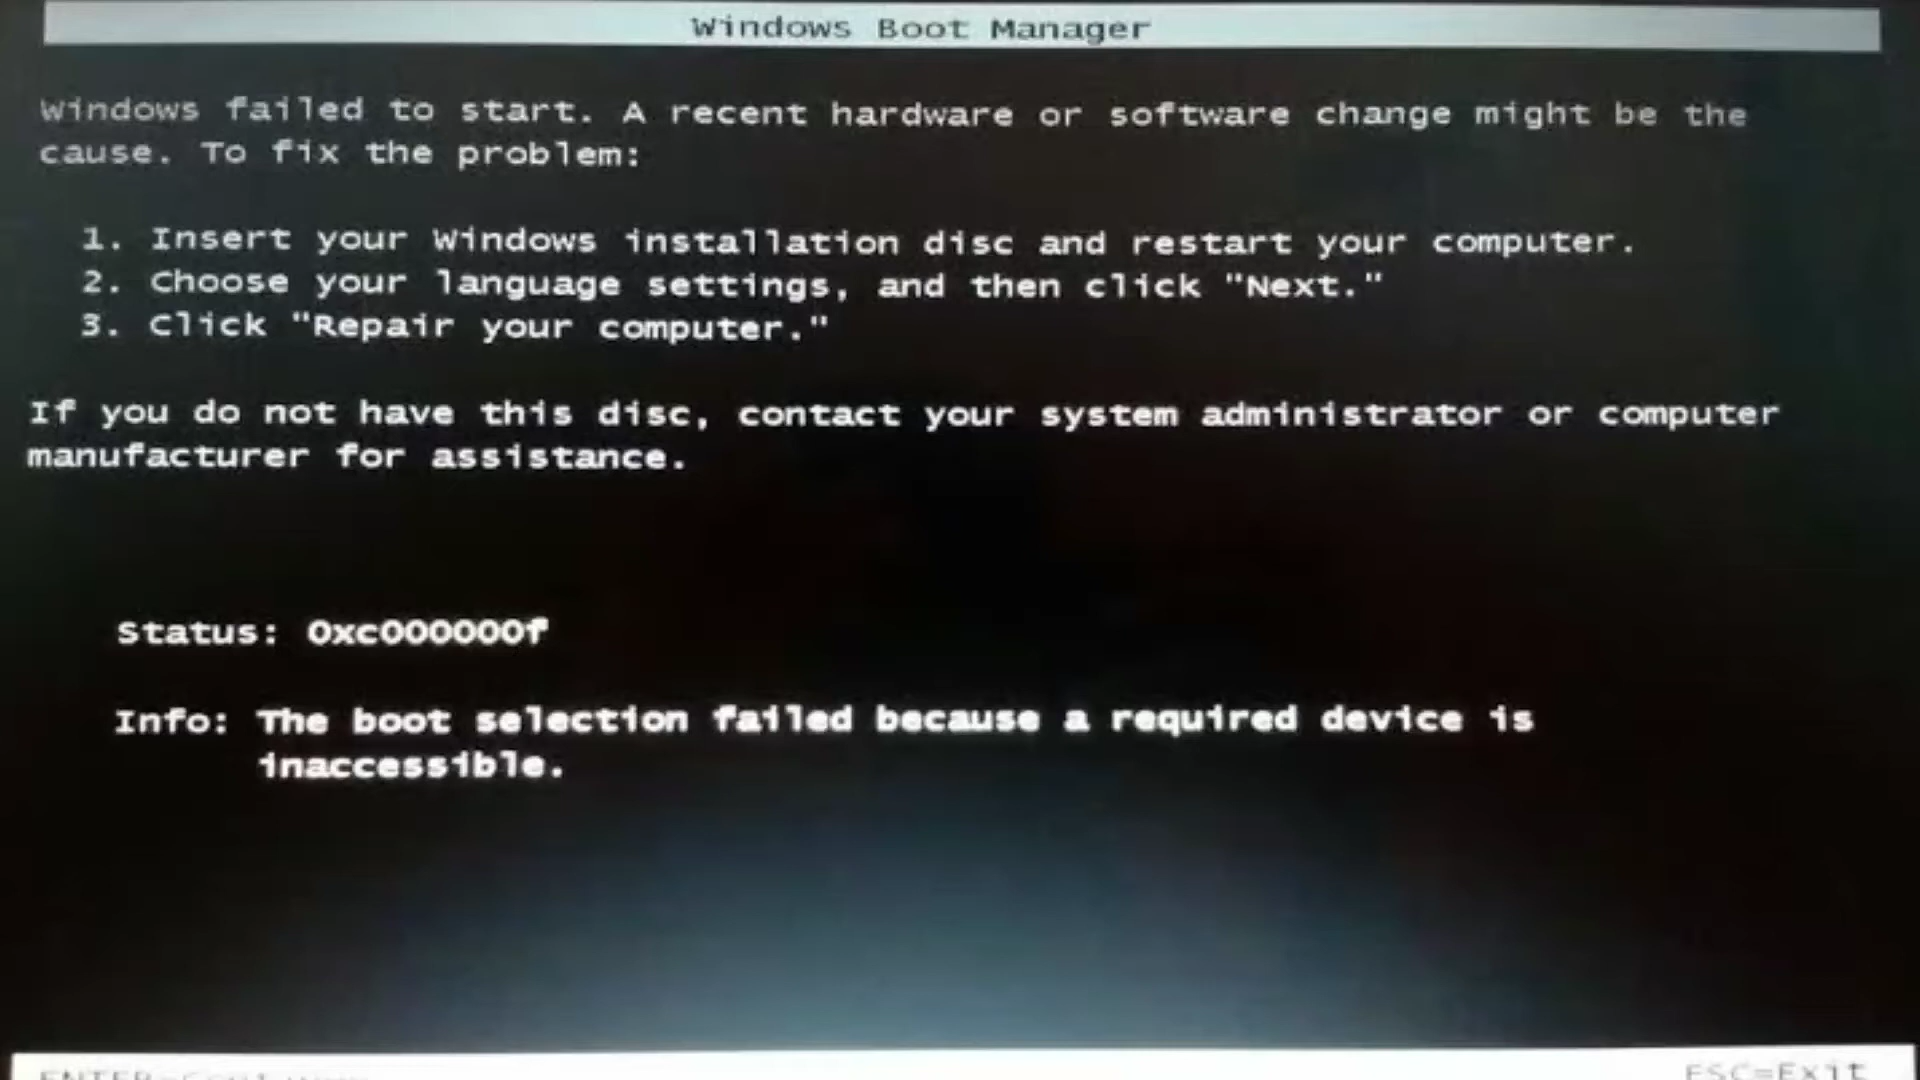 Windows Boot Manager
Windows failed to start. A recent hardware or software change might be the
cause. To fix the problem:
1. Insert your Windows installation disc and restart your computer.
2. Choose your language settings, and then click "Next."
3. Click "Repair your computer."
If you do not have this disc, contact your system administrator or computer
manufacturer for assistance.
Status: 0xc000000f
Info: The boot selection failed because a required device is
inaccessible.
ESC=Exit